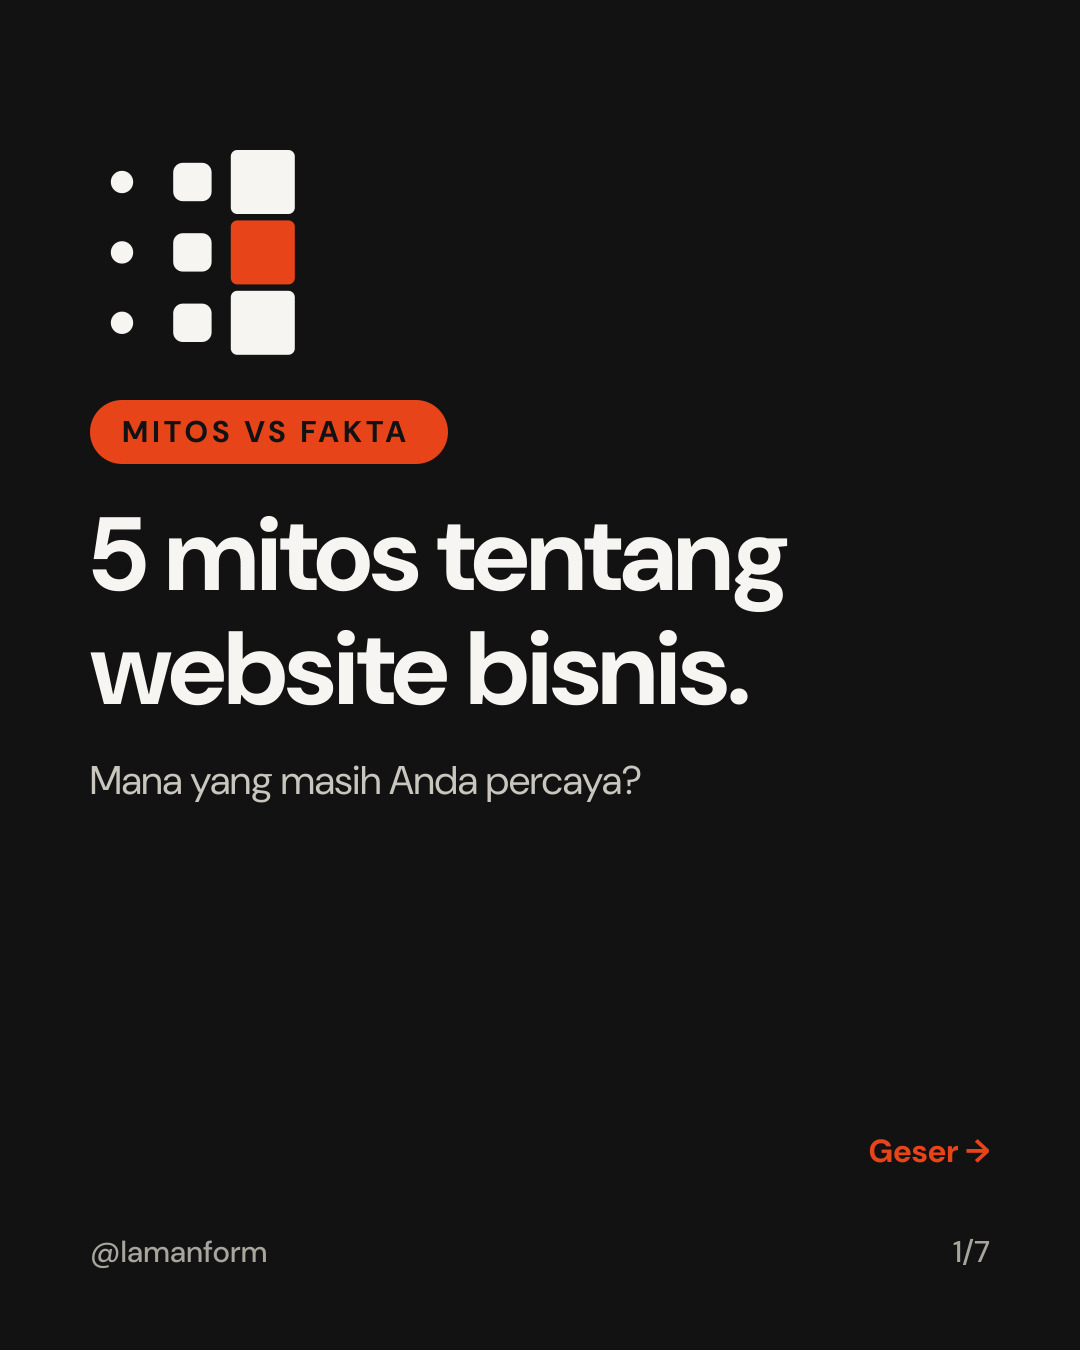 MITOS VS FAKTA
5 mitos tentang
website bisnis.
Mana yang masih Anda percaya?
Geser →
@lamanform
1/7